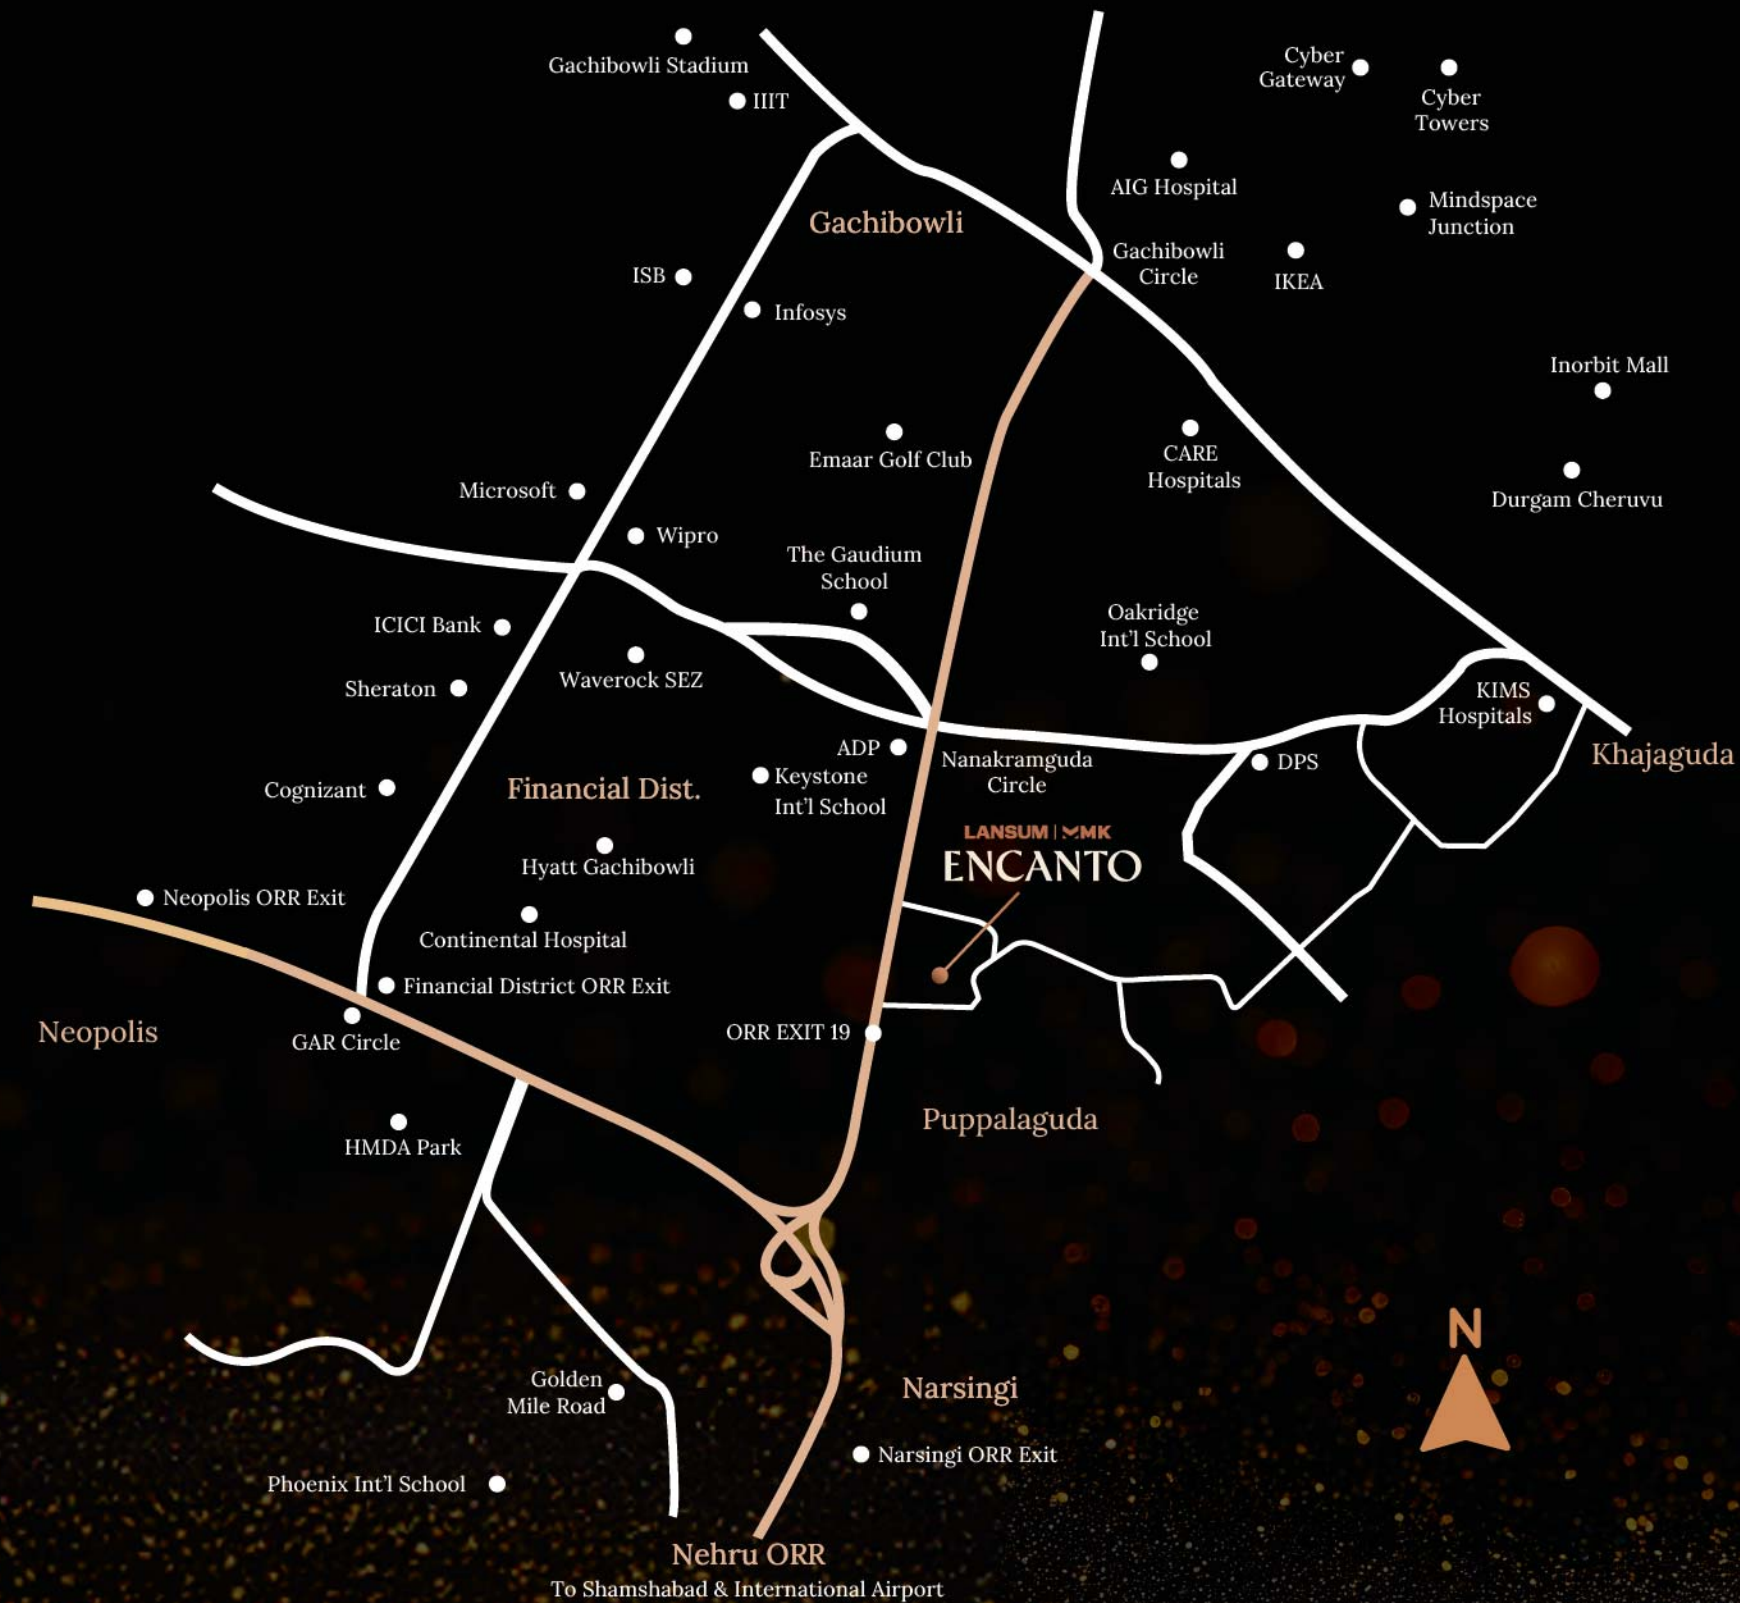 Gachibowli Stadium
IIIT
Cyber
Gateway
Cyber
Towers
AIG Hospital
Mindspace
Junction
Gachibowli
Gachibowli
Circle
IKEA
ISB
Infosys
Inorbit Mall
Emaar Golf Club
CARE
Hospitals
Durgam Cheruvu
Microsoft
Wipro
The Gaudium
School
ICICI Bank
Oakridge
Int'l School
Sheraton
Waverock SEZ
KIMS
Hospitals
Khajaguda
ADP
Nanakramguda
Circle
DPS
Keystone
Int'l School
Financial Dist.
Cognizant
LANSUM | MMK
ENCANTO
Hyatt Gachibowli
Neopolis ORR Exit
Continental Hospital
Financial District ORR Exit
Neopolis
GAR Circle
ORR EXIT 19
HMDA Park
Puppalaguda
N
Golden
Mile Road
Narsingi
Narsingi ORR Exit
Phoenix Int'l School
Nehru ORR
To Shamshabad & International Airport